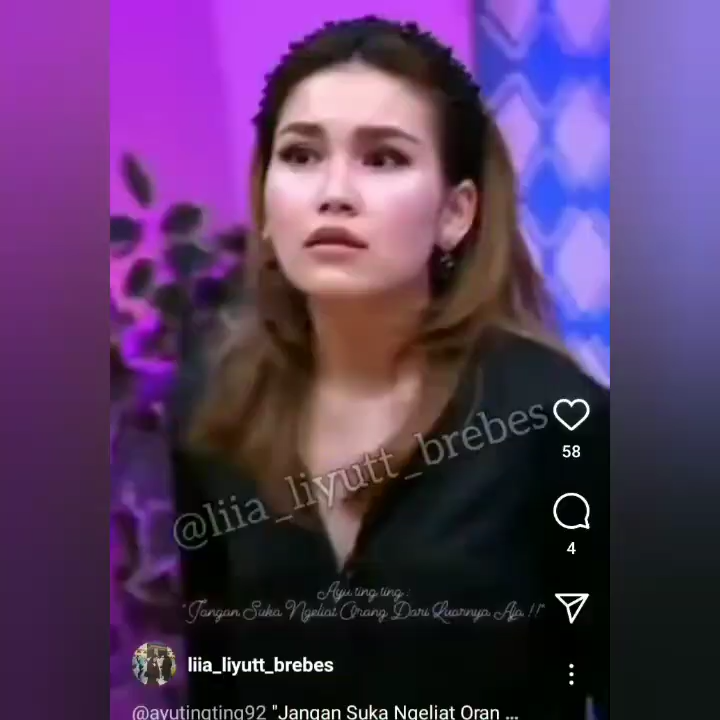 @liia_liyutt_brebes
58
4
Ayu ting ting :
"Jangan Suka Ngeliat Orang Dari Luarnya Aja !!"
liia_liyutt_brebes
@ayutingting92 "Jangan Suka Ngeliat Oran ...